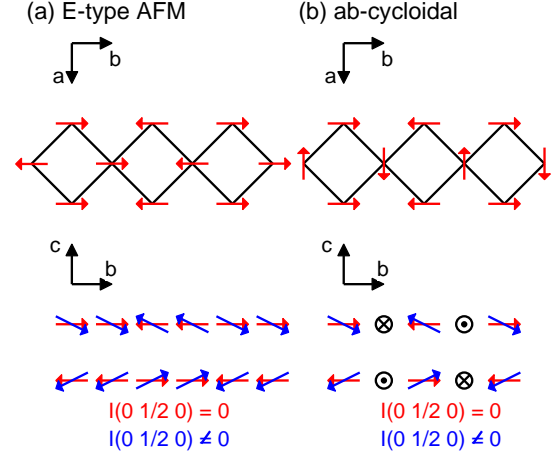 (a) E-type AFM
(b) ab-cycloidal
b
a
b
a
c
b
c
b
I(0 1/2 0) = 0
I(0 1/2 0) ≠ 0
I(0 1/2 0) = 0
I(0 1/2 0) ≠ 0